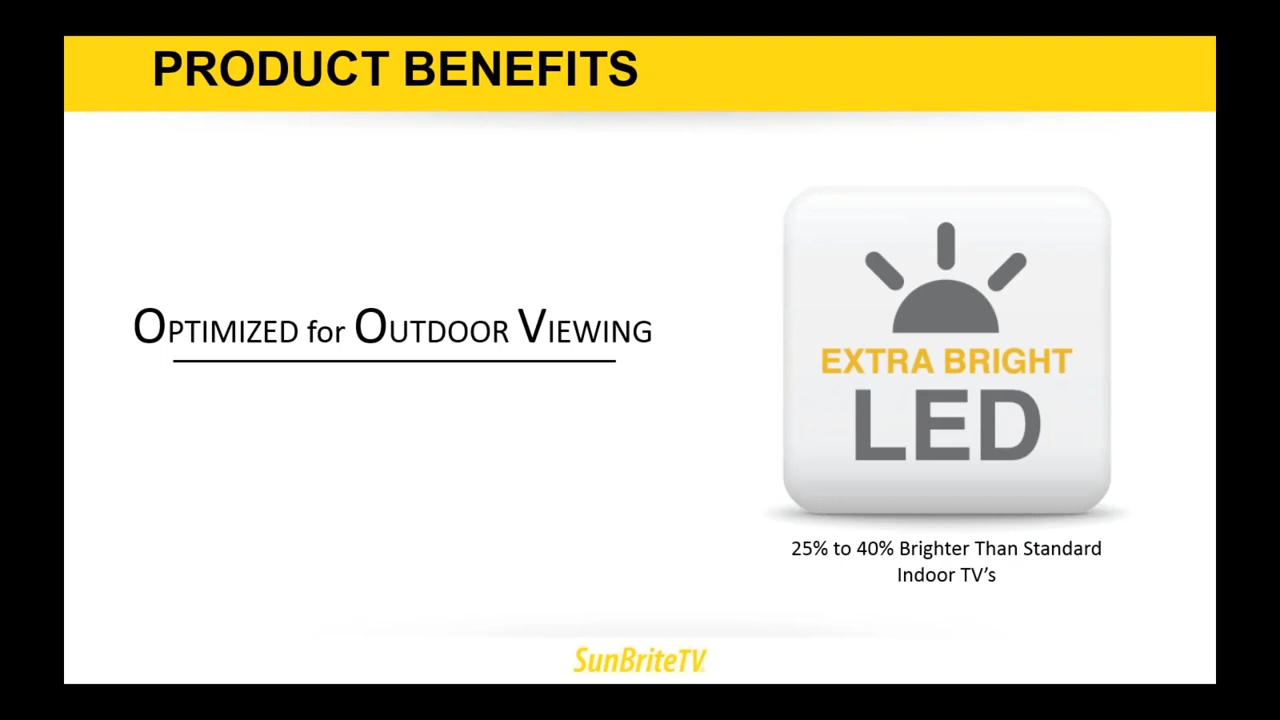 PRODUCT BENEFITS
OPTIMIZED for OUTDOOR VIEWING
EXTRA BRIGHT
LED
25% to 40% Brighter Than Standard
Indoor TV’s
SunBriteTV